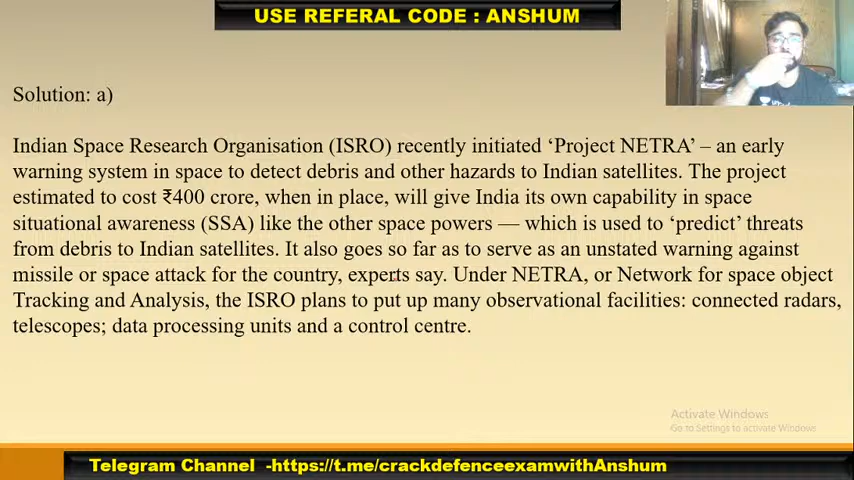 USE REFERAL CODE : ANSHUM
Solution: a)
Indian Space Research Organisation (ISRO) recently initiated ‘Project NETRA’ – an early
warning system in space to detect debris and other hazards to Indian satellites. The project
estimated to cost ₹400 crore, when in place, will give India its own capability in space
situational awareness (SSA) like the other space powers — which is used to ‘predict’ threats
from debris to Indian satellites. It also goes so far as to serve as an unstated warning against
missile or space attack for the country, experts say. Under NETRA, or Network for space object
Tracking and Analysis, the ISRO plans to put up many observational facilities: connected radars,
telescopes; data processing units and a control centre.
Activate Windows
Go to Settings to activate Windows
Telegram Channel -https://t.me/crackdefenceexamwithAnshum